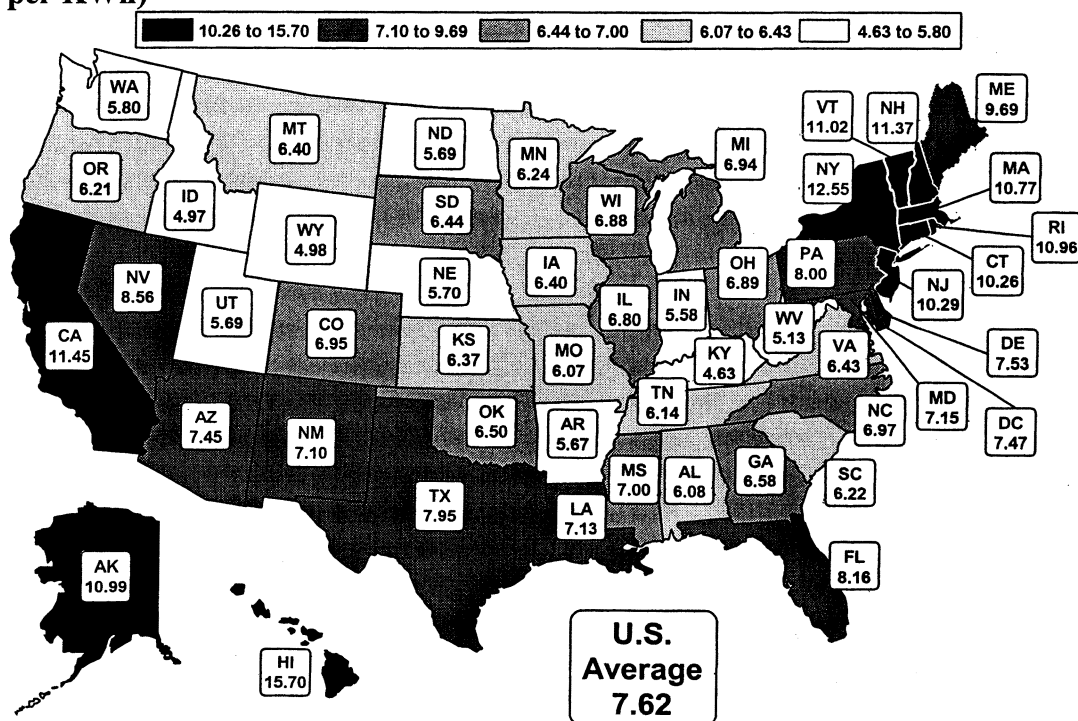 per KWh)
10.26 to 15.70 7.10 to 9.69 6.44 to 7.00 6.07 to 6.43 4.63 to 5.80
WA
5.80
MT
6.40
ND
5.69
MN
6.24
MI
6.94
VT
11.02
NH
11.37
ME
9.69
OR
6.21
ID
4.97
WY
4.98
SD
6.44
WI
6.88
NY
12.55
MA
10.77
RI
10.96
CT
10.26
NJ
10.29
PA
8.00
OH
6.89
IN
5.58
IL
6.80
IA
6.40
NE
5.70
NV
8.56
UT
5.69
CO
6.95
KS
6.37
MO
6.07
KY
4.63
WV
5.13
VA
6.43
DE
7.53
MD
7.15
DC
7.47
CA
11.45
AZ
7.45
NM
7.10
OK
6.50
AR
5.67
TN
6.14
NC
6.97
SC
6.22
GA
6.58
AL
6.08
MS
7.00
LA
7.13
TX
7.95
FL
8.16
AK
10.99
HI
15.70
U.S.
Average
7.62